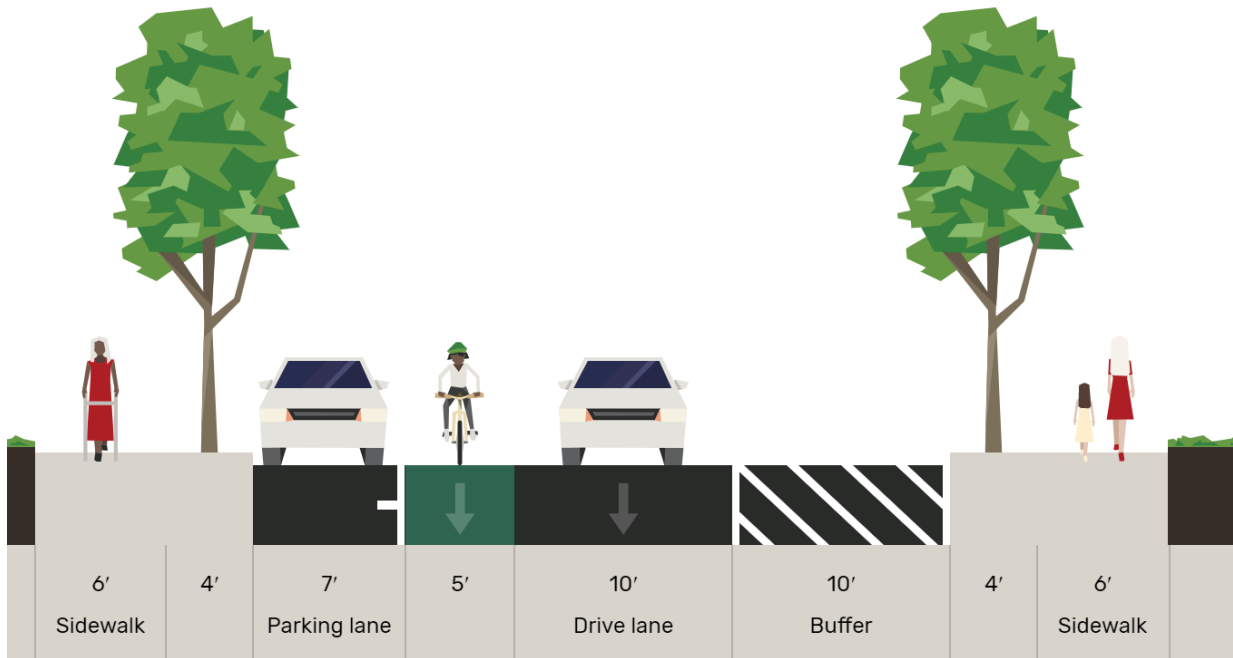 6′ 4′ 7′ 5′ 10′ 10′ 4′ 6′
Sidewalk Parking lane Drive lane Buffer Sidewalk